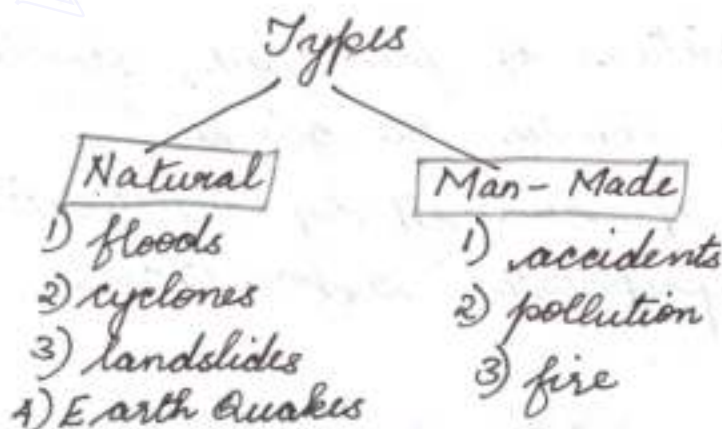 Types
Natural
1) floods
2) cyclones
3) landslides
4) Earth Quakes
Man-Made
1) accidents
2) pollution
3) fire